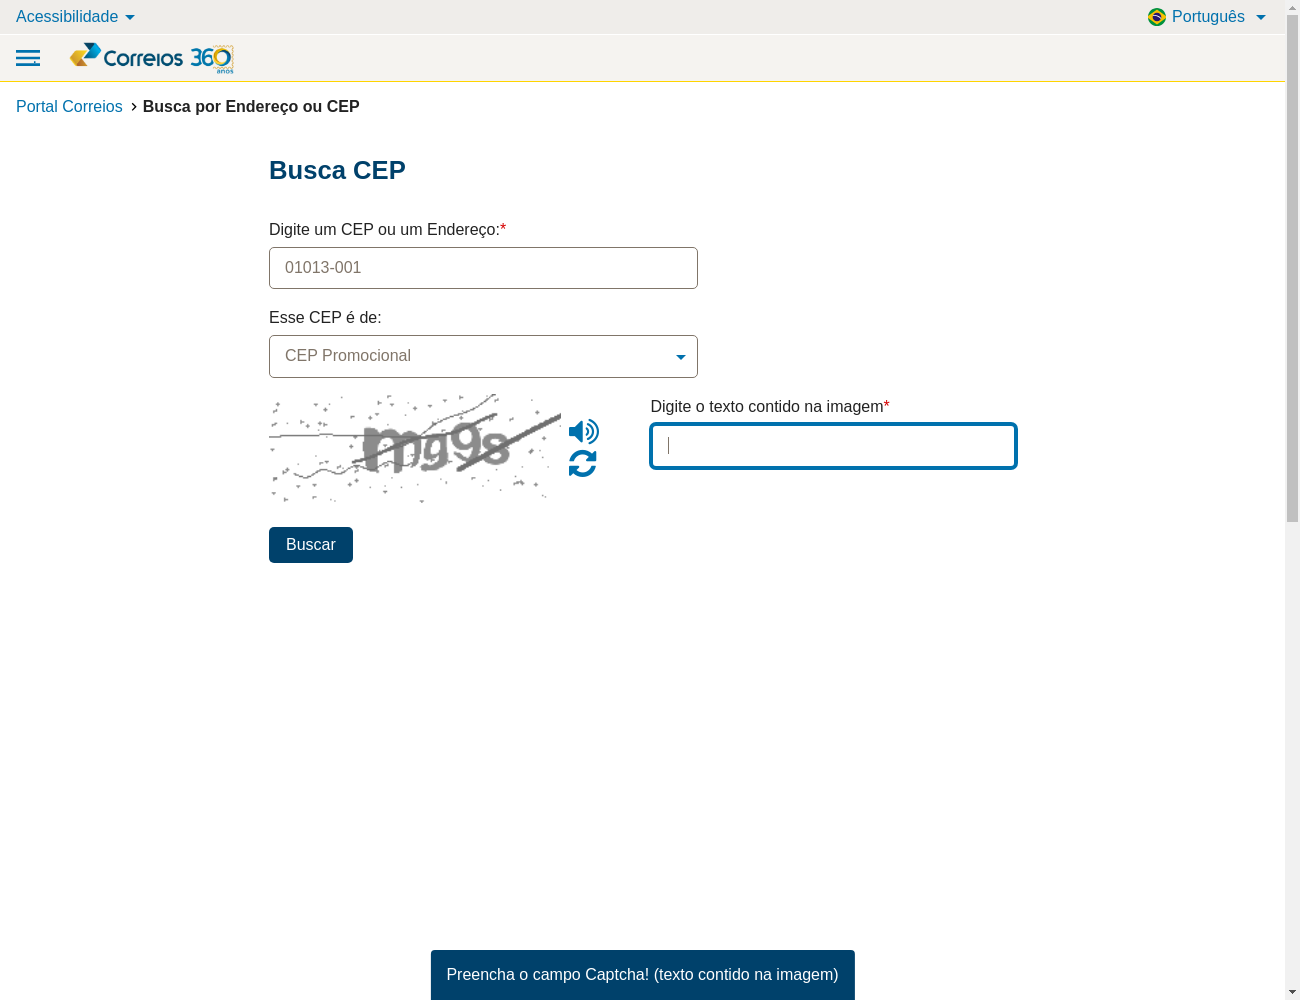 Acessibilidade
Português
Correios 360 anos
Portal Correios > Busca por Endereço ou CEP
Busca CEP
Digite um CEP ou um Endereço:*
01013-001
Esse CEP é de:
CEP Promocional
mg9s
Digite o texto contido na imagem*
Buscar
Preencha o campo Captcha! (texto contido na imagem)